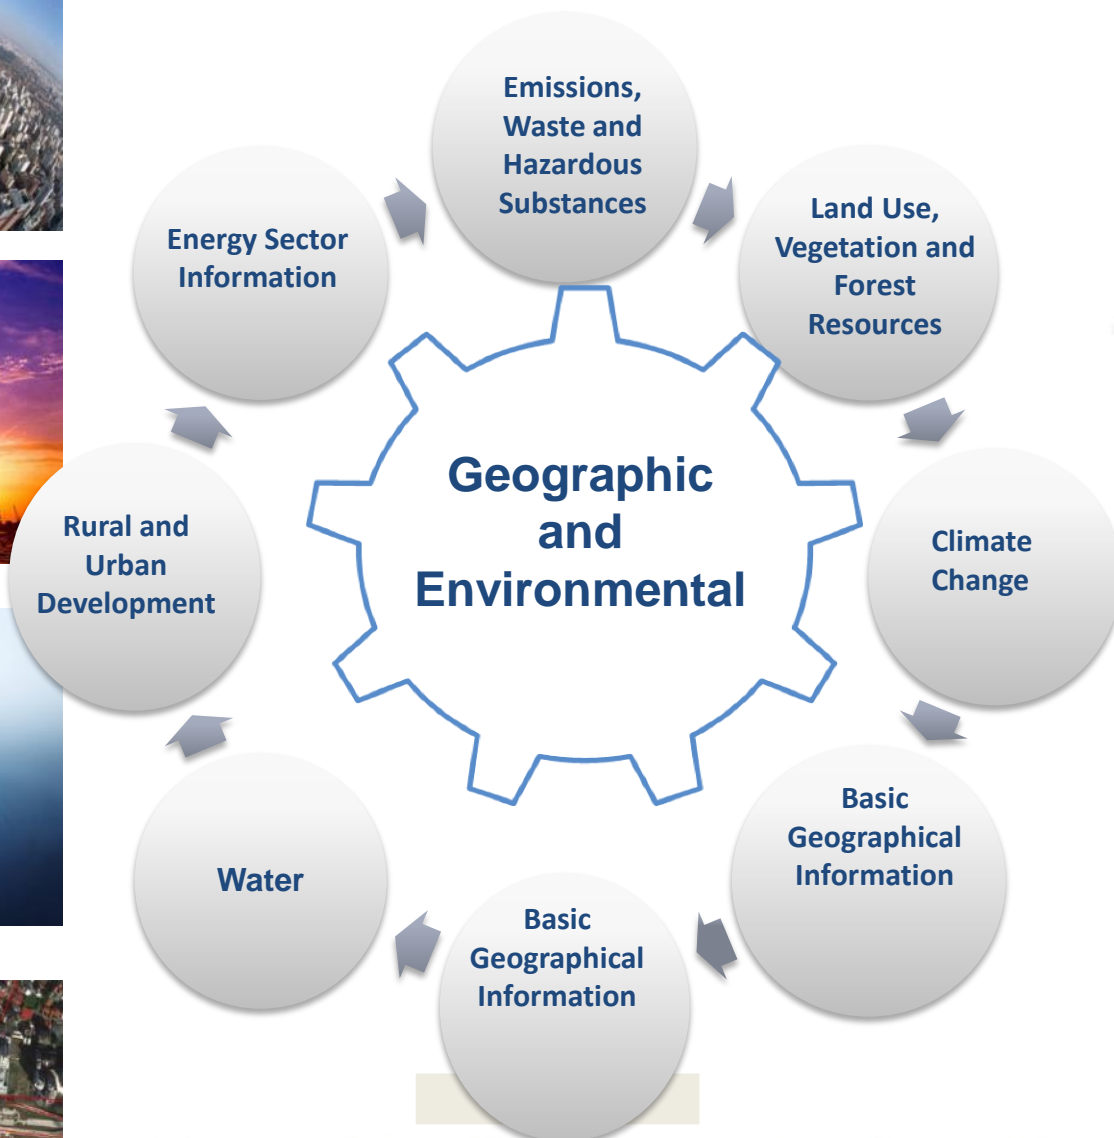 Emissions,
Waste and
Hazardous
Substances
Land Use,
Vegetation and
Forest
Resources
Climate
Change
Basic
Geographical
Information
Basic
Geographical
Information
Water
Rural and
Urban
Development
Energy Sector
Information
Geographic
and
Environmental